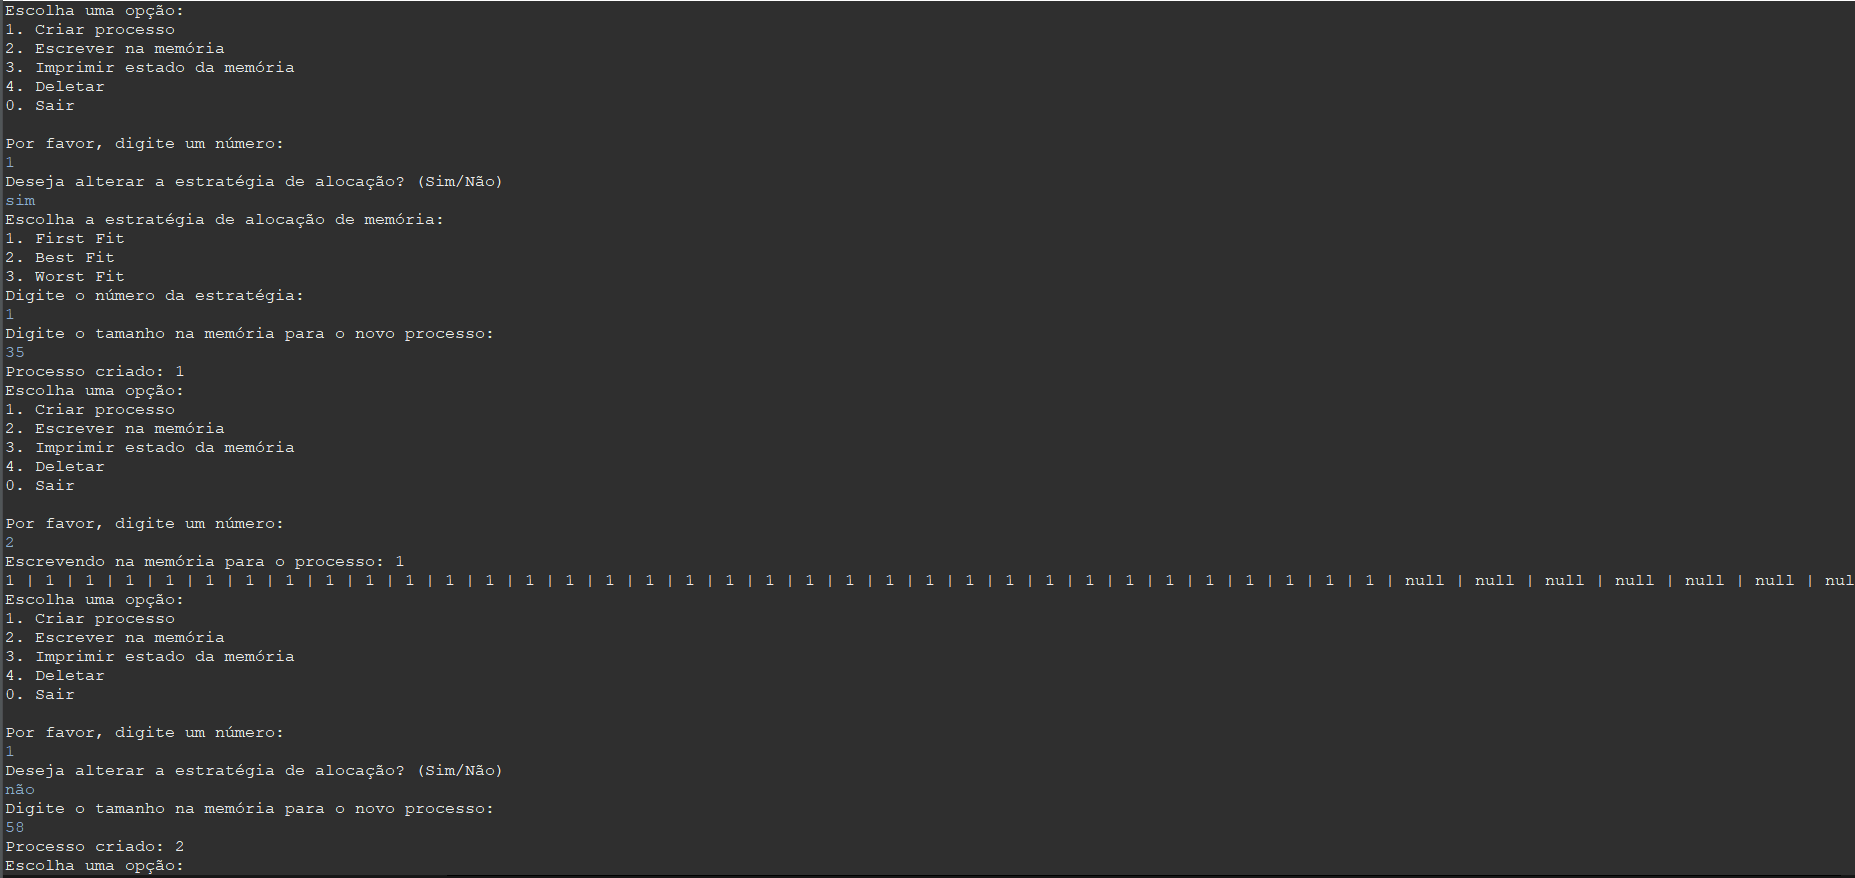 Escolha uma opção:
1. Criar processo
2. Escrever na memória
3. Imprimir estado da memória
4. Deletar
0. Sair
Por favor, digite um número:
1
Deseja alterar a estratégia de alocação? (Sim/Não)
sim
Escolha a estratégia de alocação de memória:
1. First Fit
2. Best Fit
3. Worst Fit
Digite o número da estratégia:
1
Digite o tamanho na memória para o novo processo:
35
Processo criado: 1
Escolha uma opção:
1. Criar processo
2. Escrever na memória
3. Imprimir estado da memória
4. Deletar
0. Sair
Por favor, digite um número:
2
Escrevendo na memória para o processo: 1
1 | 1 | 1 | 1 | 1 | 1 | 1 | 1 | 1 | 1 | 1 | 1 | 1 | 1 | 1 | 1 | 1 | 1 | 1 | 1 | 1 | 1 | 1 | 1 | 1 | 1 | 1 | 1 | 1 | 1 | 1 | 1 | 1 | 1 | 1 | null | null | null | null | null | null | nul
Escolha uma opção:
1. Criar processo
2. Escrever na memória
3. Imprimir estado da memória
4. Deletar
0. Sair
Por favor, digite um número:
1
Deseja alterar a estratégia de alocação? (Sim/Não)
não
Digite o tamanho na memória para o novo processo:
58
Processo criado: 2
Escolha uma opção: